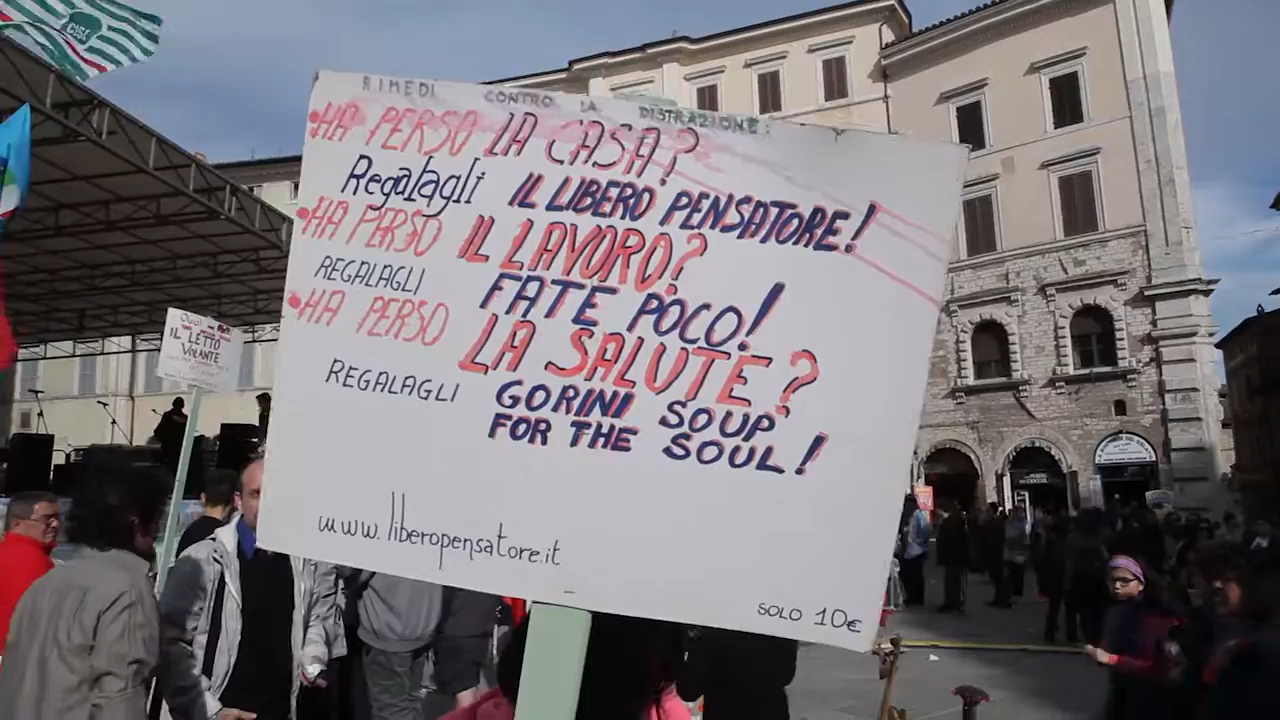 RIMEDI CONTRO LA DISTRAZIONE:
•HA PERSO LA CASA?
Regalagli IL LIBERO PENSATORE!
•HA PERSO IL LAVORO?
REGALAGLI FATE POCO!
•HA PERSO LA SALUTE?
REGALAGLI GORINI SOUP
FOR THE SOUL!
www.liberopensatore.it
SOLO 10€
OGGI
IL LETTO
VOLANTE
CISL